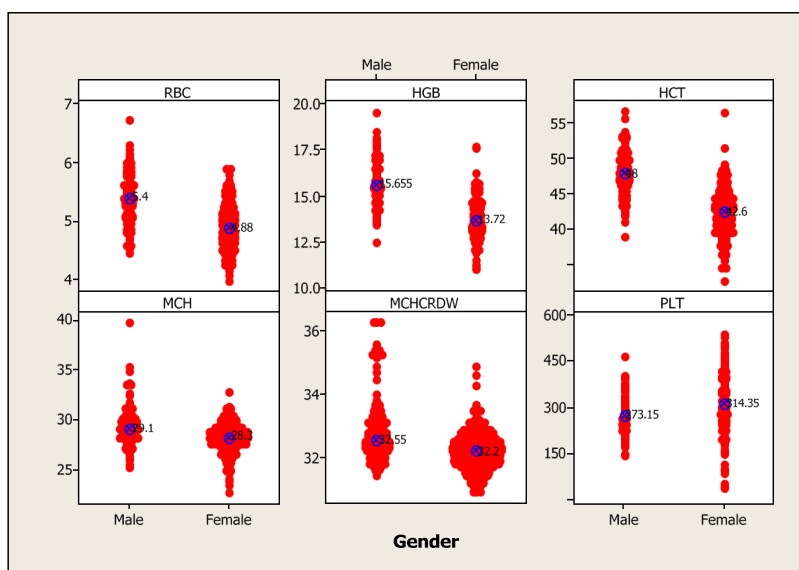 Male Female
RBC HGB HCT
7 20.0
6 17.5 55
5.4 15.655 50 48
15.0 45
5 4.88 13.72 42.6
12.5 40
4 10.0
MCH MCHCRDW PLT
40 36 600
35 450
34
30 29.1 28.3 32.55 32.2 300 273.15 314.35
32
25 150
Male Female Male Female
Gender